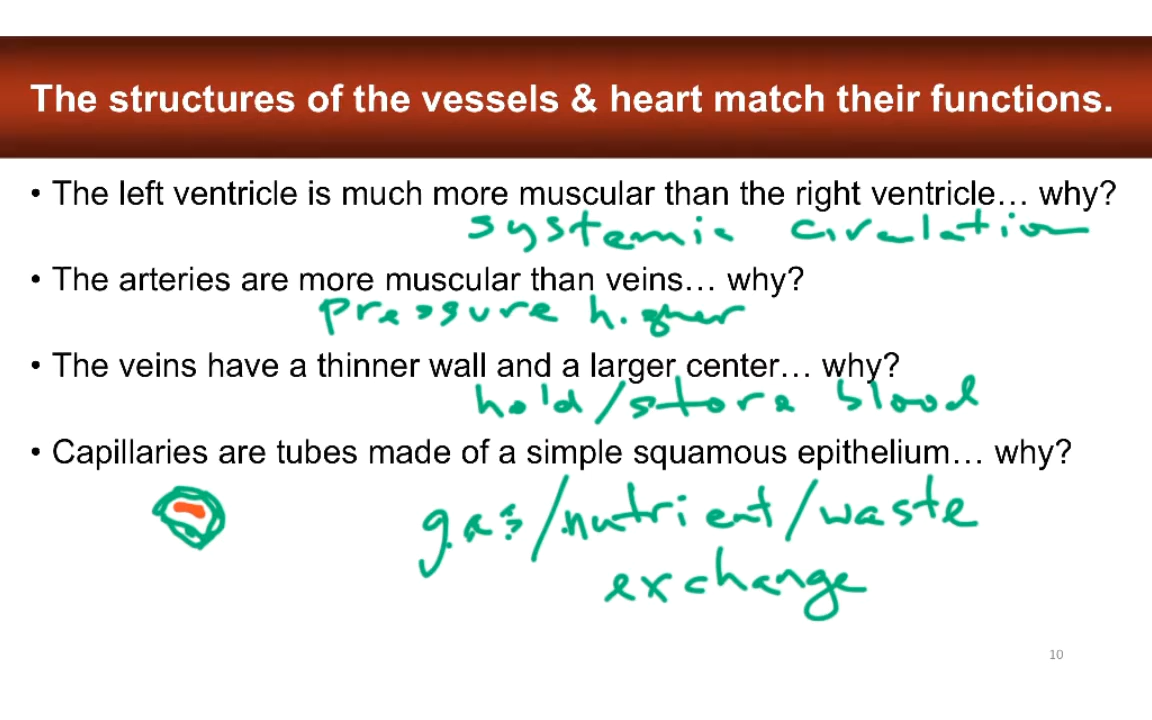 The structures of the vessels & heart match their functions.
• The left ventricle is much more muscular than the right ventricle… why?
systemic circulation
• The arteries are more muscular than veins… why?
pressure higher
• The veins have a thinner wall and a larger center… why?
hold/store blood
• Capillaries are tubes made of a simple squamous epithelium… why?
gas/nutrient/waste
exchange
10